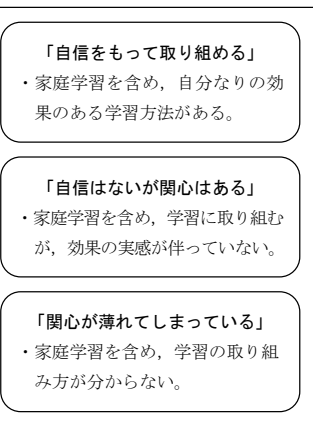 「自信をもって取り組める」
・家庭学習を含め，自分なりの効
果のある学習方法がある。
「自信はないが関心はある」
・家庭学習を含め，学習に取り組む
が，効果の実感が伴っていない。
「関心が薄れてしまっている」
・家庭学習を含め，学習の取り組
み方が分からない。